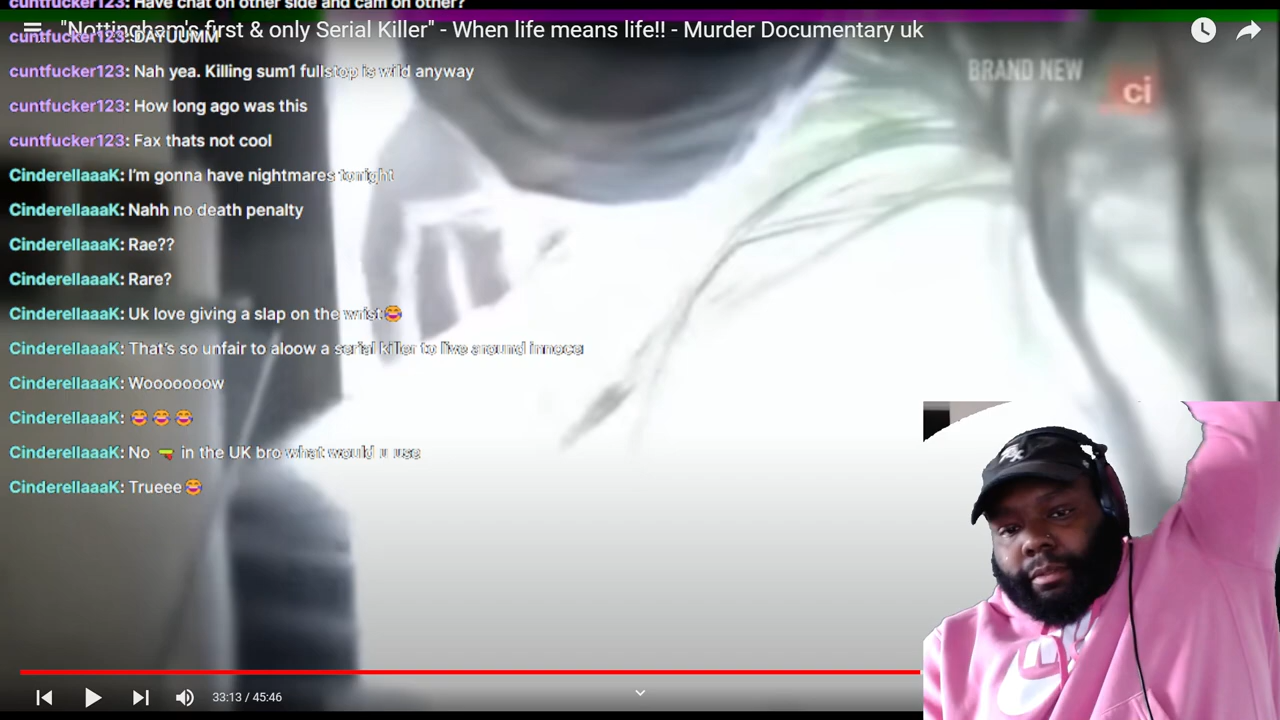 cuntfucker123: Have chat on other side and cam on other?
"Nottingham's first & only Serial Killer" - When life means life!! - Murder Documentary uk
cuntfucker123: DAYUUMM
BRAND NEW
ci
cuntfucker123: Nah yea. Killing sum1 fullstop is wild anyway
cuntfucker123: How long ago was this
cuntfucker123: Fax thats not cool
CinderellaaaK: I'm gonna have nightmares tonight
CinderellaaaK: Nahh no death penalty
CinderellaaaK: Rae??
CinderellaaaK: Rare?
CinderellaaaK: Uk love giving a slap on the wrist😂
CinderellaaaK: That's so unfair to aloow a serial killer to live around innoce
CinderellaaaK: Wooooooow
CinderellaaaK: 😂 😂 😂
CinderellaaaK: No 🔫 in the UK bro what would u use
CinderellaaaK: Trueee😂
33:13 / 45:46